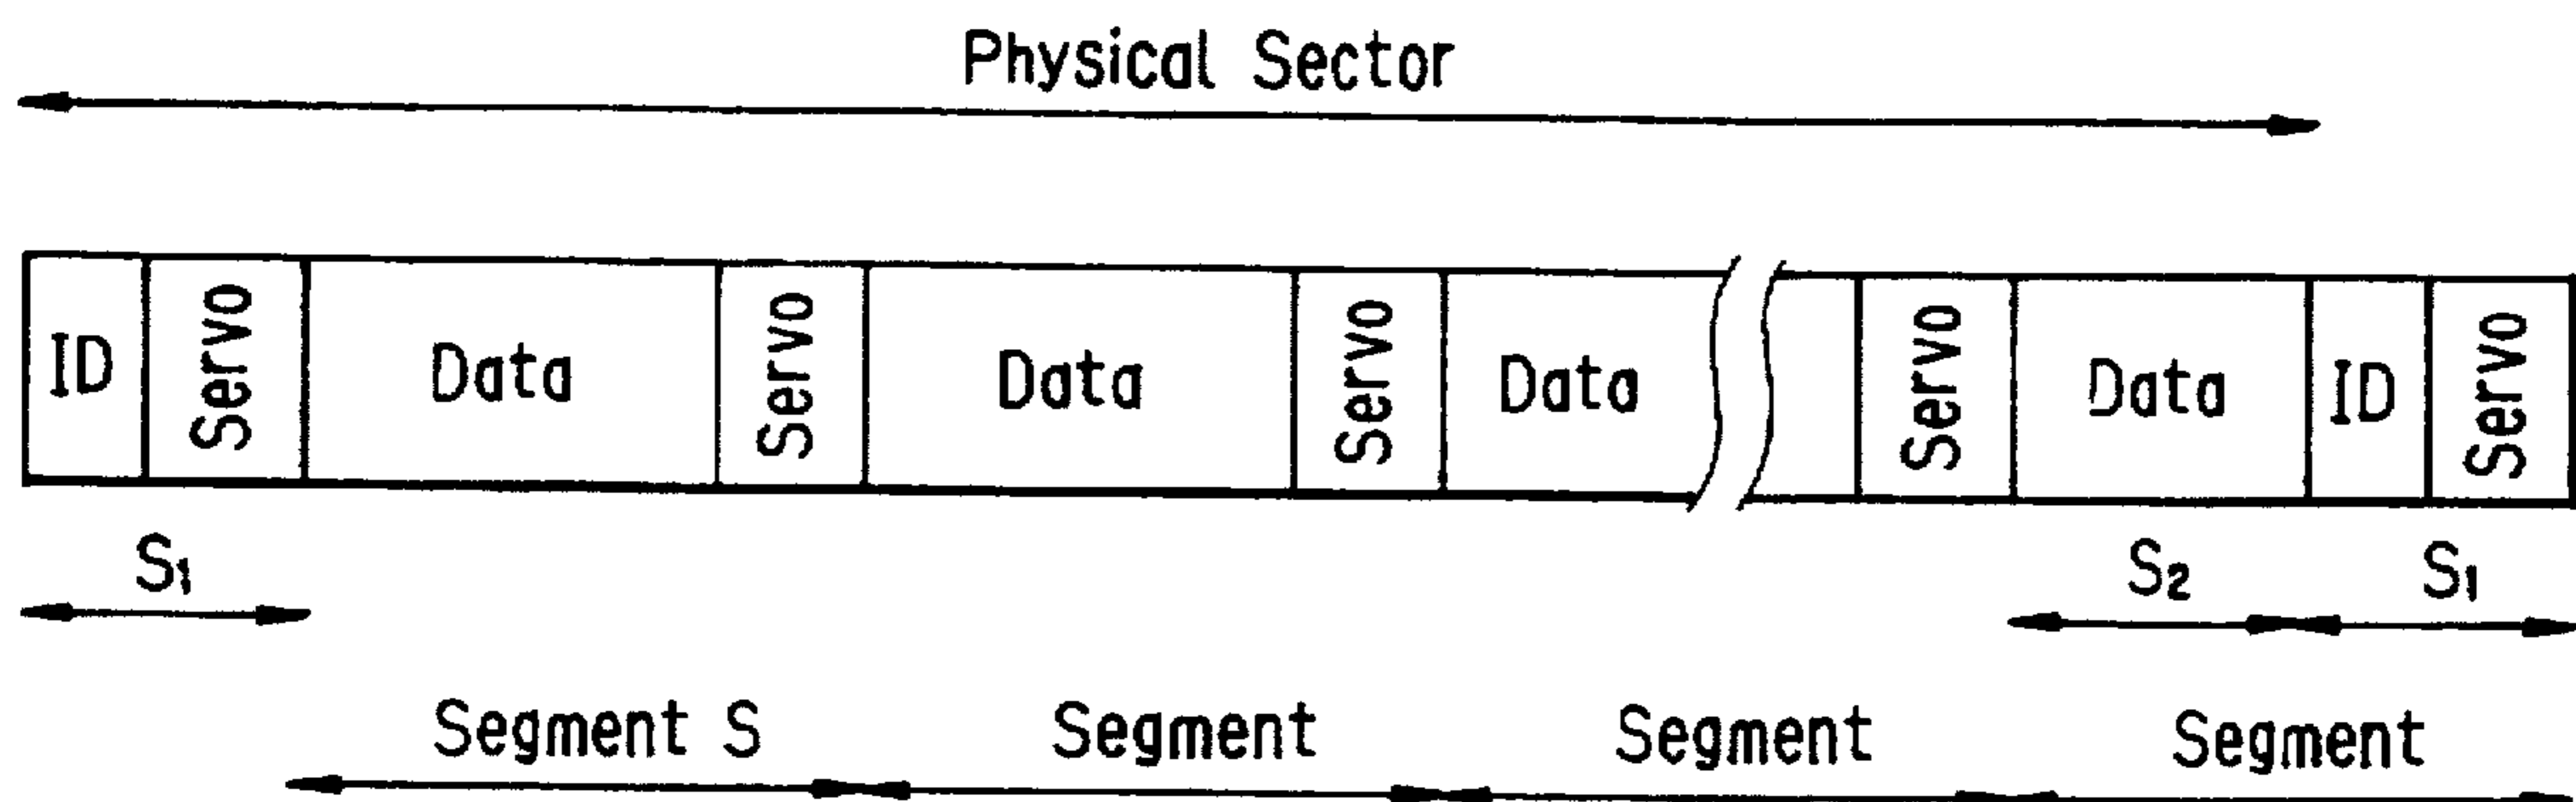 Physical Sector
ID Servo Data Servo Data Servo Data Servo Data ID Servo
S1 S2 S1
Segment S Segment Segment Segment